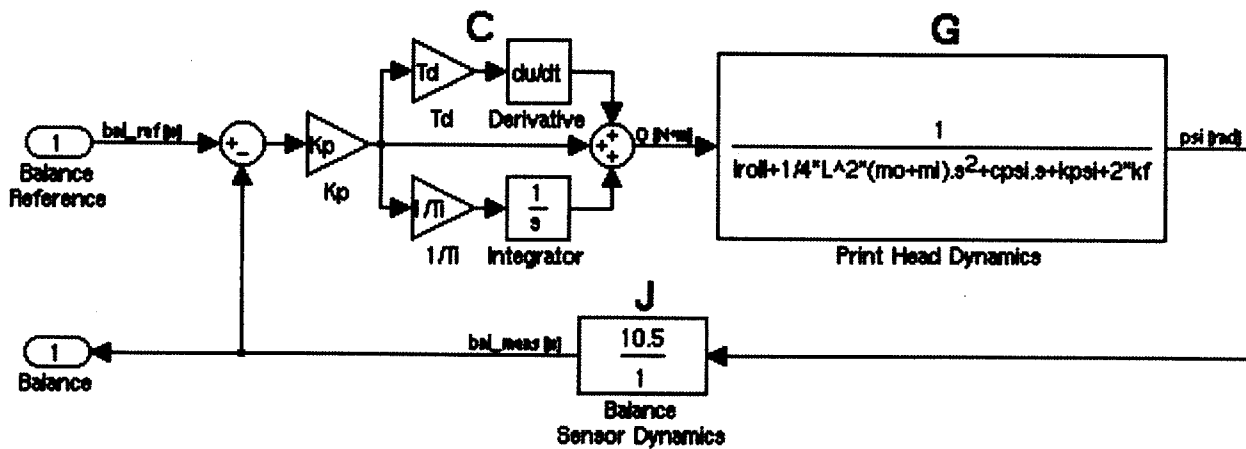 C
G
Td
du/dt
Td
Derivative
1
bal_ref
+
-
Kp
+
+
+
1
psi [rad]
Iroll+1/4*L^2*(mo+mi).s^2+cpsi.s+kpsi+2*kf
Balance
Reference
Kp
1/Ti
1
s
1/Ti
Integrator
Print Head Dynamics
J
1
bal_meas
10.5
1
Balance
Balance
Sensor Dynamics